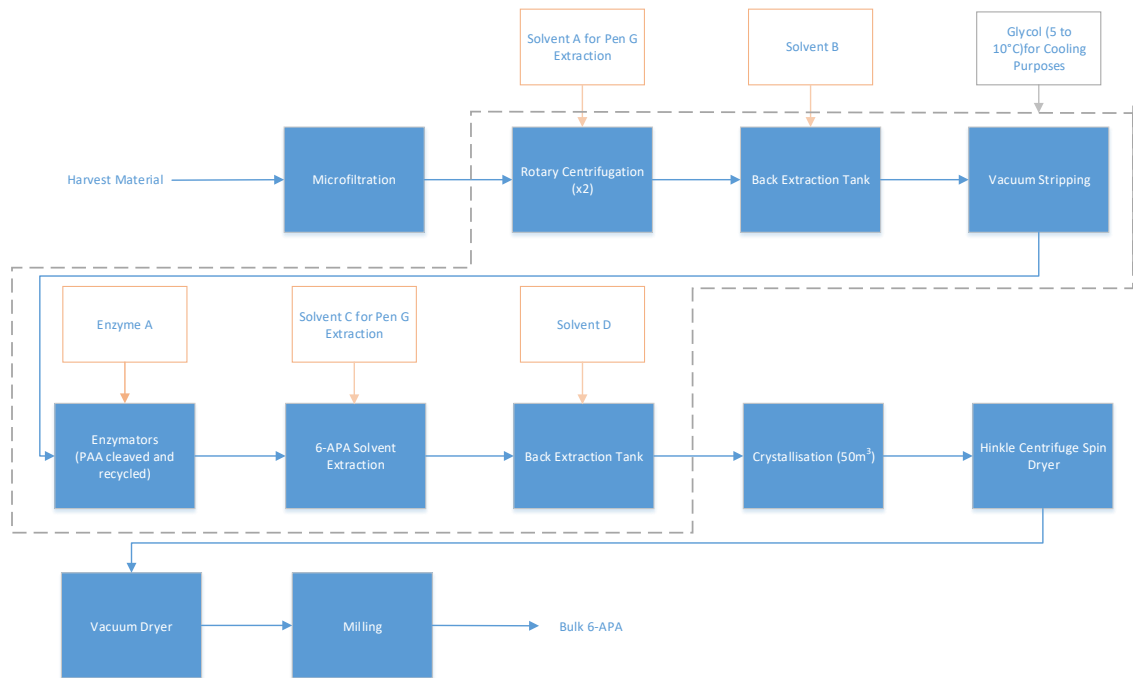 Solvent A for Pen G
Extraction
Solvent B
Glycol (5 to
10°C)for Cooling
Purposes
Harvest Material
Microfiltration
Rotary Centrifugation
(x2)
Back Extraction Tank
Vacuum Stripping
Enzyme A
Solvent C for Pen G
Extraction
Solvent D
Enzymators
(PAA cleaved and
recycled)
6-APA Solvent
Extraction
Back Extraction Tank
Crystallisation (50m³)
Hinkle Centrifuge Spin
Dryer
Vacuum Dryer
Milling
Bulk 6-APA